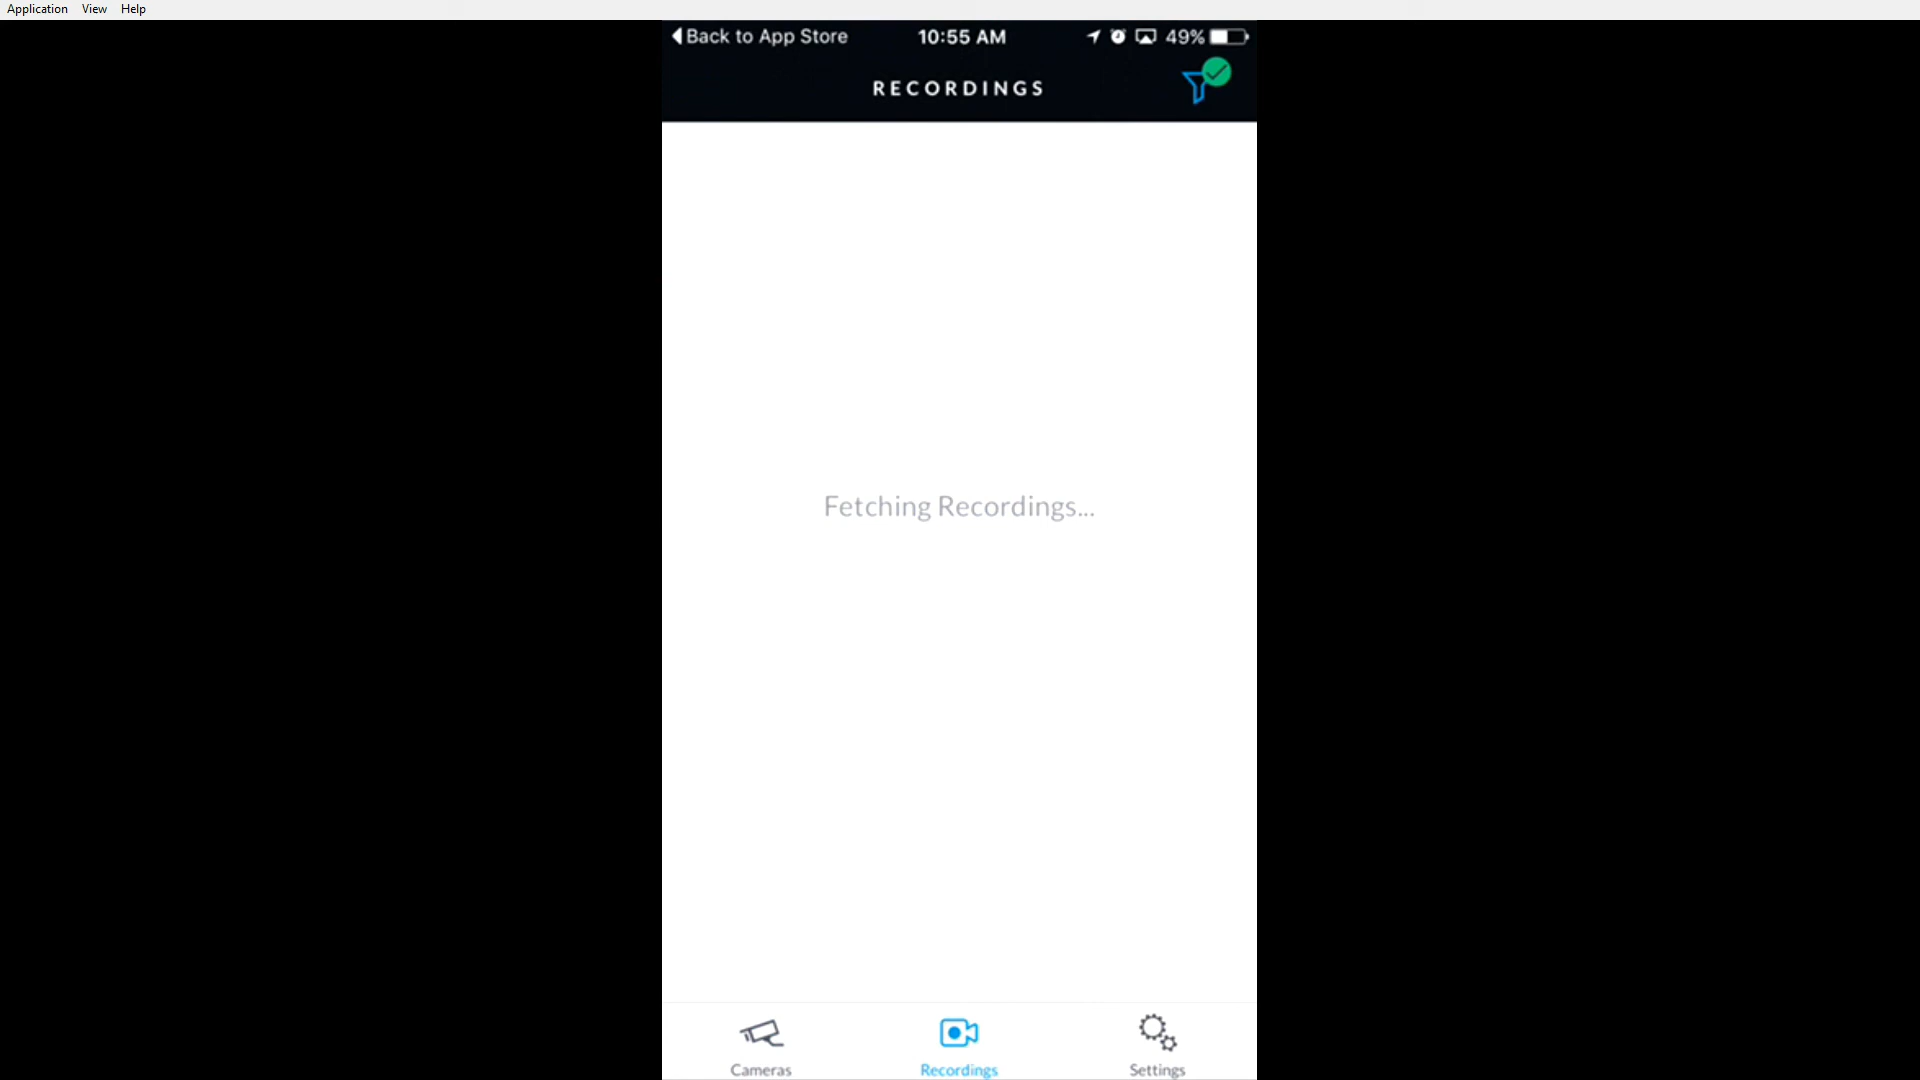 Application View Help
Back to App Store 10:55 AM 49%
RECORDINGS
Fetching Recordings...
Cameras Recordings Settings